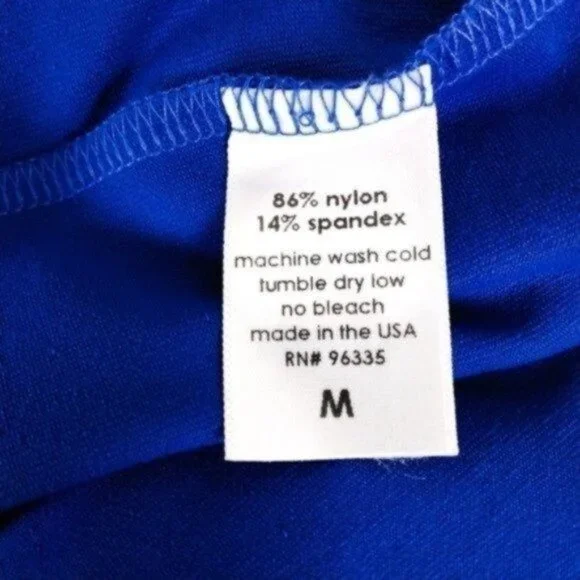 86% nylon
14% spandex
machine wash cold
tumble dry low
no bleach
made in the USA
RN# 96335
M